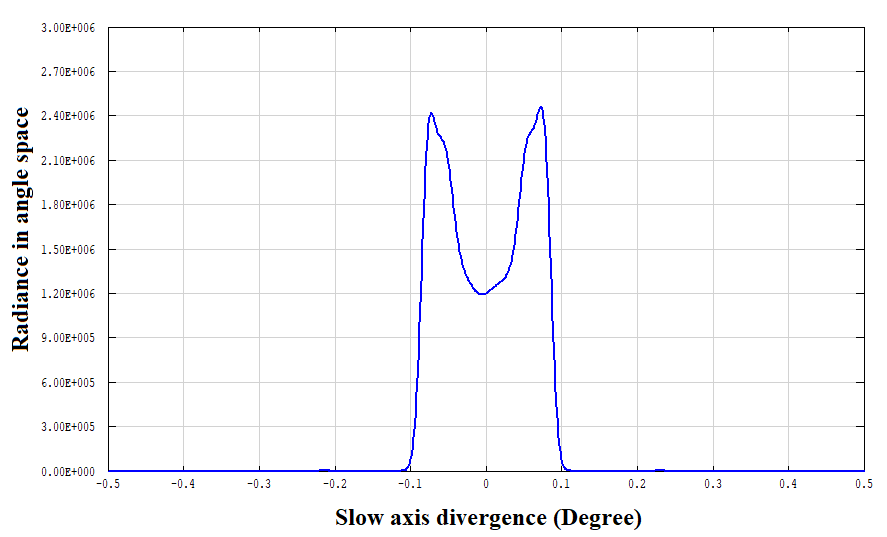 3.00E+006
2.70E+006
2.40E+006
2.10E+006
1.80E+006
1.50E+006
1.20E+006
9.00E+005
6.00E+005
3.00E+005
0.00E+000
Radiance in angle space
-0.5 -0.4 -0.3 -0.2 -0.1 0 0.1 0.2 0.3 0.4 0.5
Slow axis divergence (Degree)